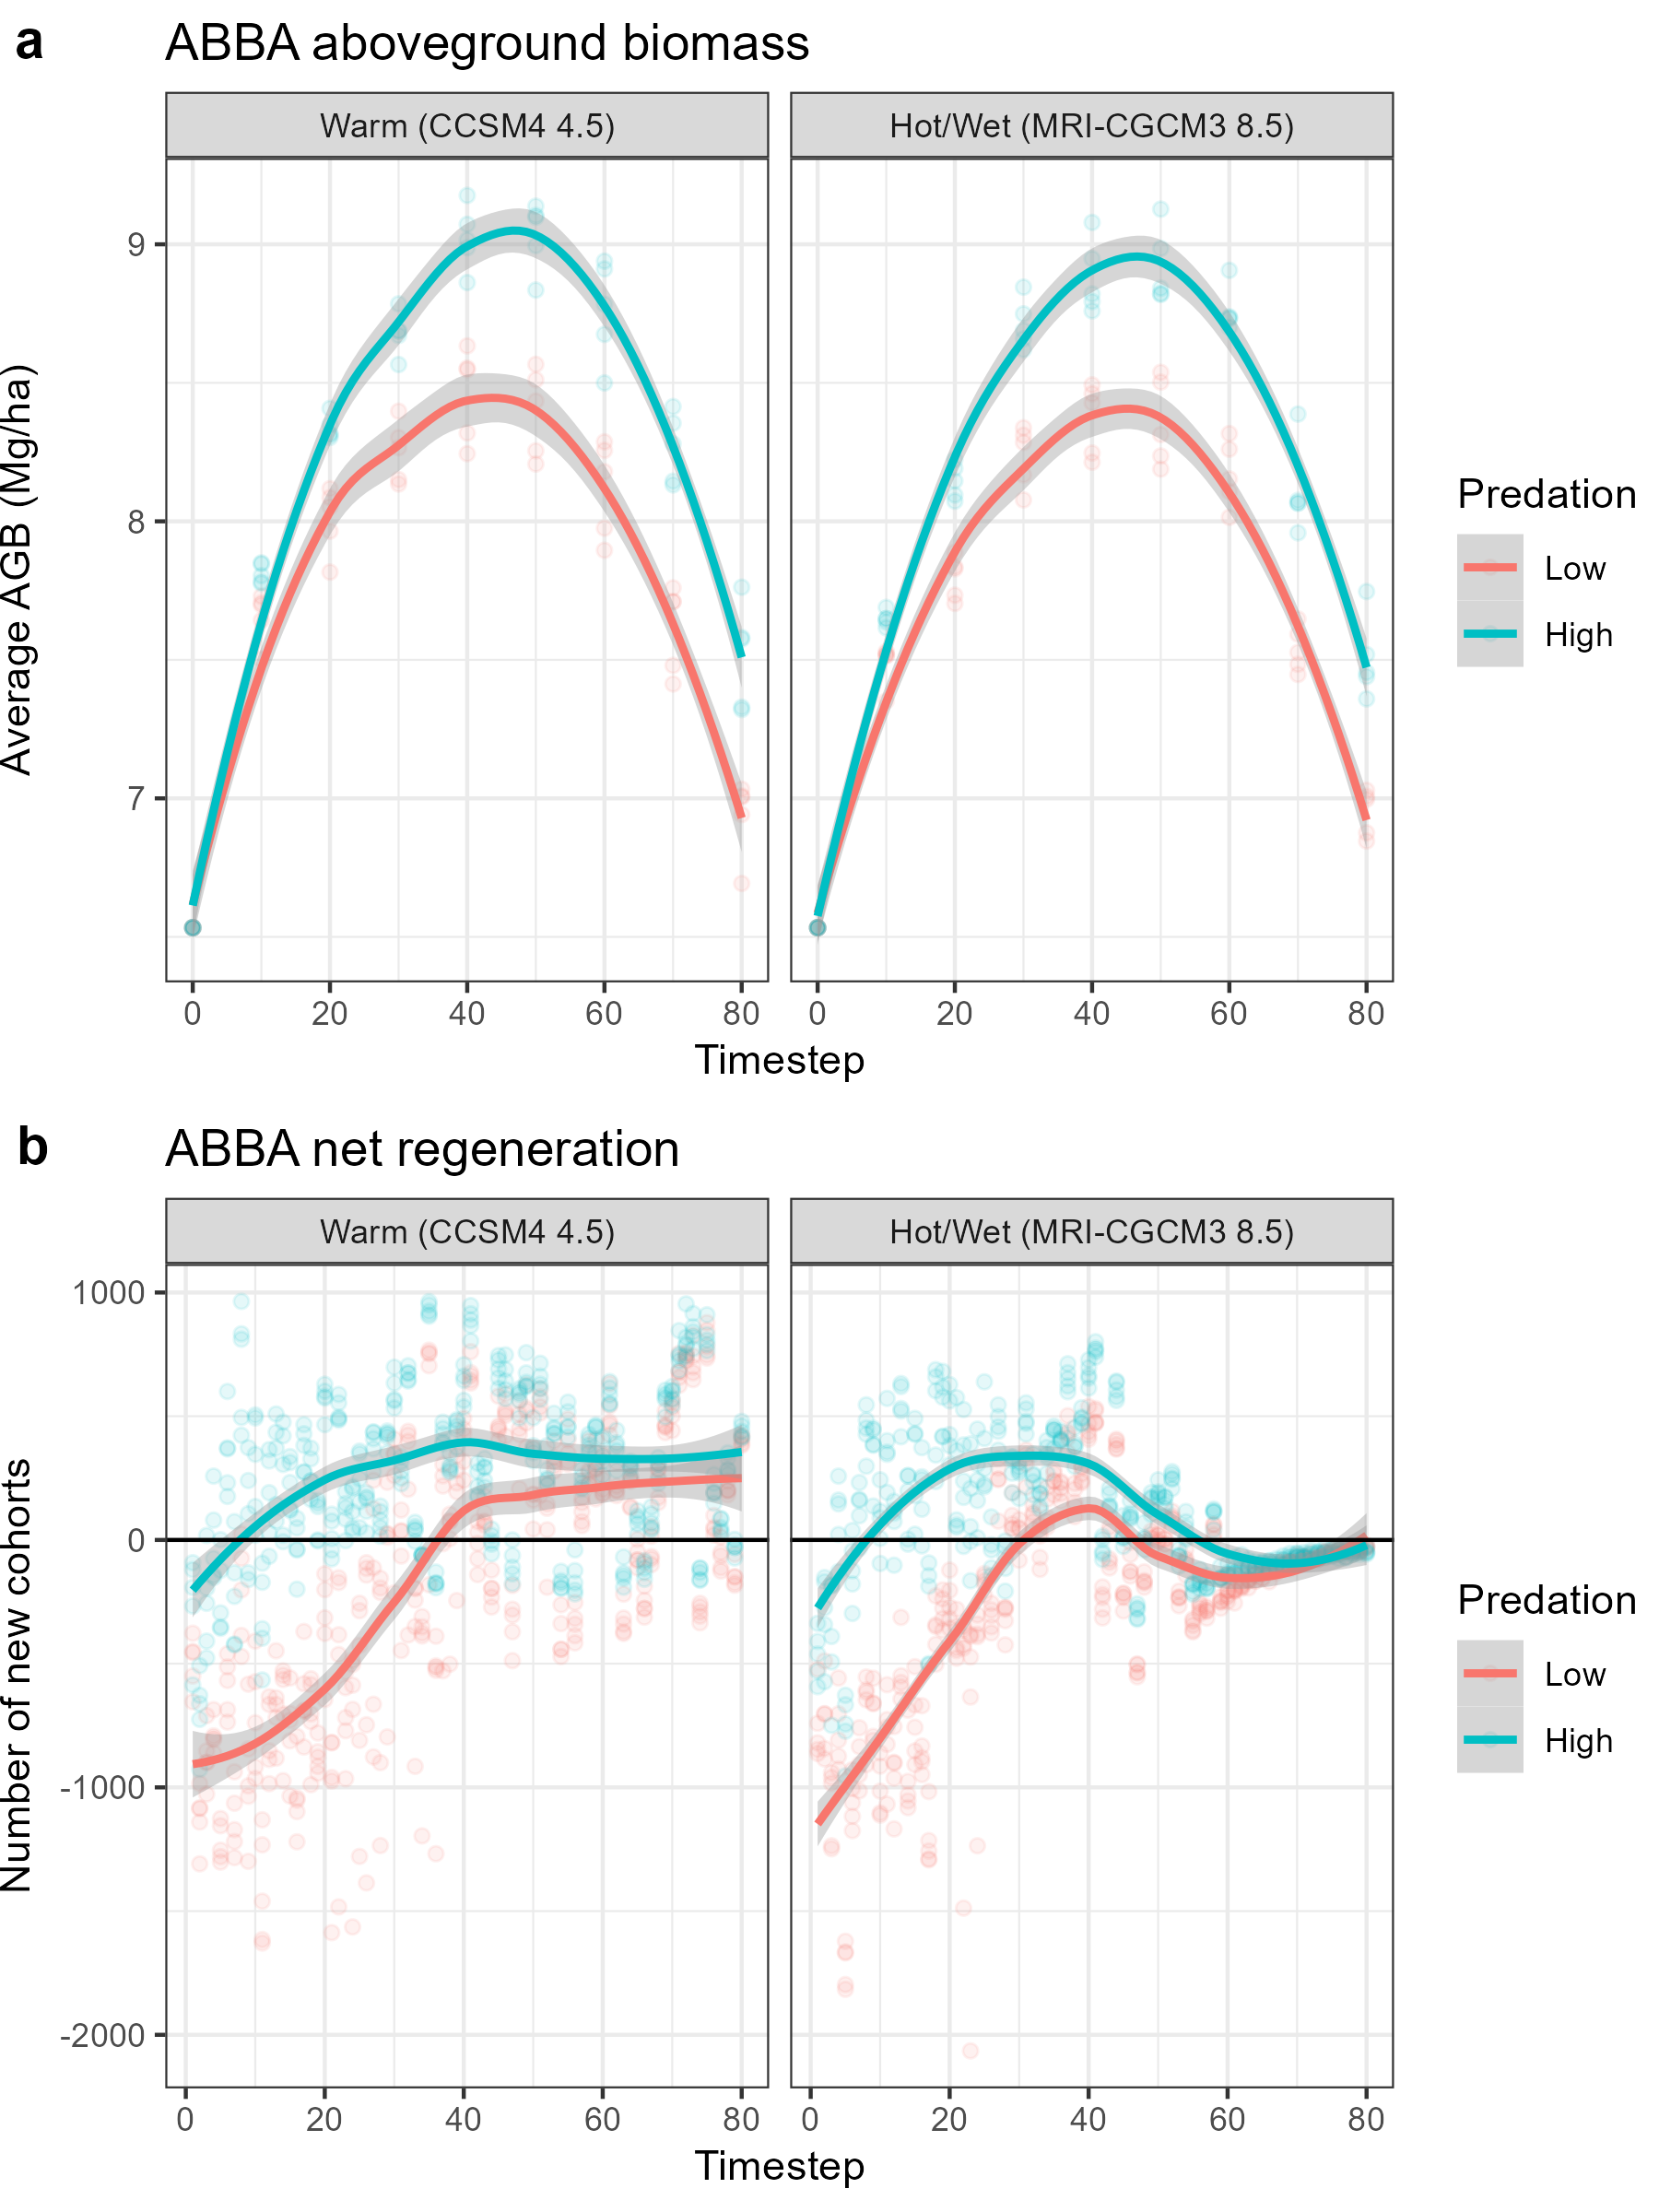 a
ABBA aboveground biomass
Warm (CCSM4 4.5)
Hot/Wet (MRI-CGCM3 8.5)
Average AGB (Mg/ha)
9
8
7
0 20 40 60 80
0 20 40 60 80
Timestep
Predation
Low
High
b
ABBA net regeneration
Warm (CCSM4 4.5)
Hot/Wet (MRI-CGCM3 8.5)
Number of new cohorts
1000
0
-1000
-2000
0 20 40 60 80
0 20 40 60 80
Timestep
Predation
Low
High